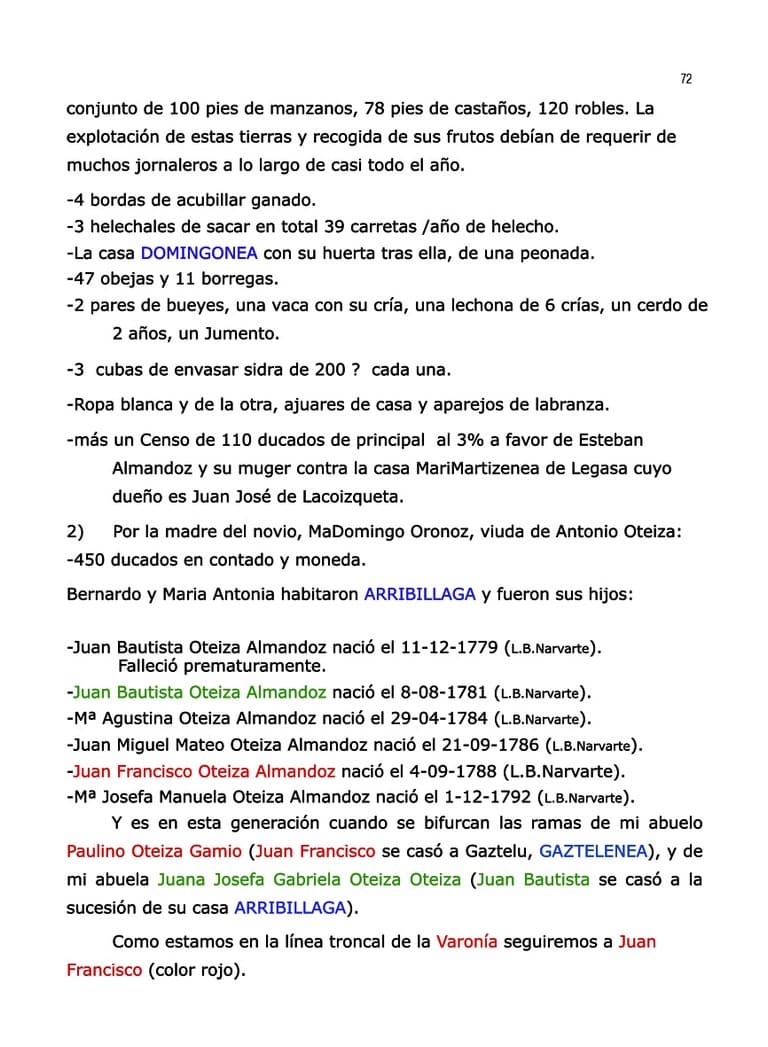 72
conjunto de 100 pies de manzanos, 78 pies de castaños, 120 robles. La
explotación de estas tierras y recogida de sus frutos debían de requerir de
muchos jornaleros a lo largo de casi todo el año.
-4 bordas de acubillar ganado.
-3 helechales de sacar en total 39 carretas /año de helecho.
-La casa DOMINGONEA con su huerta tras ella, de una peonada.
-47 obejas y 11 borregas.
-2 pares de bueyes, una vaca con su cría, una lechona de 6 crías, un cerdo de
2 años, un Jumento.
-3 cubas de envasar sidra de 200 ? cada una.
-Ropa blanca y de la otra, ajuares de casa y aparejos de labranza.
-más un Censo de 110 ducados de principal al 3% a favor de Esteban
Almandoz y su muger contra la casa MariMartizenea de Legasa cuyo
dueño es Juan José de Lacoizqueta.
2) Por la madre del novio, MaDomingo Oronoz, viuda de Antonio Oteiza:
-450 ducados en contado y moneda.
Bernardo y Maria Antonia habitaron ARRIBILLAGA y fueron sus hijos:
-Juan Bautista Oteiza Almandoz nació el 11-12-1779 (L.B.Narvarte).
Falleció prematuramente.
-Juan Bautista Oteiza Almandoz nació el 8-08-1781 (L.B.Narvarte).
-Mª Agustina Oteiza Almandoz nació el 29-04-1784 (L.B.Narvarte).
-Juan Miguel Mateo Oteiza Almandoz nació el 21-09-1786 (L.B.Narvarte).
-Juan Francisco Oteiza Almandoz nació el 4-09-1788 (L.B.Narvarte).
-Mª Josefa Manuela Oteiza Almandoz nació el 1-12-1792 (L.B.Narvarte).
Y es en esta generación cuando se bifurcan las ramas de mi abuelo
Paulino Oteiza Gamio (Juan Francisco se casó a Gaztelu, GAZTELENEA), y de
mi abuela Juana Josefa Gabriela Oteiza Oteiza (Juan Bautista se casó a la
sucesión de su casa ARRIBILLAGA).
Como estamos en la línea troncal de la Varonía seguiremos a Juan
Francisco (color rojo).